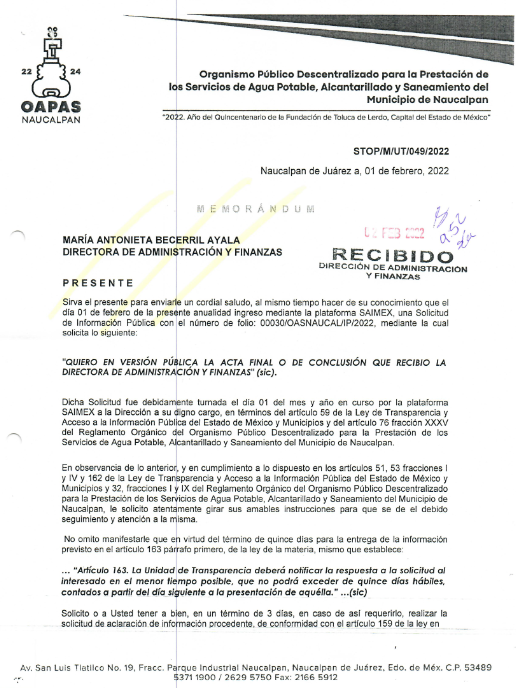 22 24
OAPAS
NAUCALPAN
Organismo Público Descentralizado para la Prestación de
los Servicios de Agua Potable, Alcantarillado y Saneamiento del
Municipio de Naucalpan
"2022. Año del Quincentenario de la Fundación de Toluca de Lerdo, Capital del Estado de México"
STOP/M/UT/049/2022
Naucalpan de Juárez a, 01 de febrero, 2022
MEMORÁNDUM
FEB 2022
MARÍA ANTONIETA BECERRIL AYALA
DIRECTORA DE ADMINISTRACIÓN Y FINANZAS
RECIBIDO
DIRECCIÓN DE ADMINISTRACION
Y FINANZAS
P R E S E N T E
Sirva el presente para enviarle un cordial saludo, al mismo tiempo hacer de su conocimiento que el
día 01 de febrero de la presente anualidad ingreso mediante la plataforma SAIMEX, una Solicitud
de Información Pública con el número de folio: 00030/OASNAUCAL/IP/2022, mediante la cual
solicita lo siguiente:
"QUIERO EN VERSIÓN PÚBLICA LA ACTA FINAL O DE CONCLUSIÓN QUE RECIBIO LA
DIRECTORA DE ADMINISTRACIÓN Y FINANZAS" (sic).
Dicha Solicitud fue debidamente turnada el día 01 del mes y año en curso por la plataforma
SAIMEX a la Dirección a su digno cargo, en términos del artículo 59 de la Ley de Transparencia y
Acceso a la Información Pública del Estado de México y Municipios y del artículo 76 fracción XXXV
del Reglamento Orgánico del Organismo Público Descentralizado para la Prestación de los
Servicios de Agua Potable, Alcantarillado y Saneamiento del Municipio de Naucalpan.
En observancia de lo anterior, y en cumplimiento a lo dispuesto en los artículos 51, 53 fracciones I
y IV y 162 de la Ley de Transparencia y Acceso a la Información Pública del Estado de México y
Municipios y 32, fracciones I y IX del Reglamento Orgánico del Organismo Público Descentralizado
para la Prestación de los Servicios de Agua Potable, Alcantarillado y Saneamiento del Municipio de
Naucalpan, le solicito atentamente girar sus amables instrucciones para que se de el debido
seguimiento y atención a la misma.
No omito manifestarle que en virtud del término de quince días para la entrega de la información
previsto en el artículo 163 párrafo primero, de la ley de la materia, mismo que establece:
... "Artículo 163. La Unidad de Transparencia deberá notificar la respuesta a la solicitud al
interesado en el menor tiempo posible, que no podrá exceder de quince días hábiles,
contados a partir del día siguiente a la presentación de aquélla." ...(sic)
Solicito o a Usted tener a bien, en un término de 3 días, en caso de así requerirlo, realizar la
solicitud de aclaración de información procedente, de conformidad con el artículo 159 de la ley en
Av. San Luis Tlatilco No. 19, Fracc. Parque Industrial Naucalpan, Naucalpan de Juárez, Edo. de Méx. C.P. 53489
5371 1900 / 2629 5750 Fax: 2166 5912